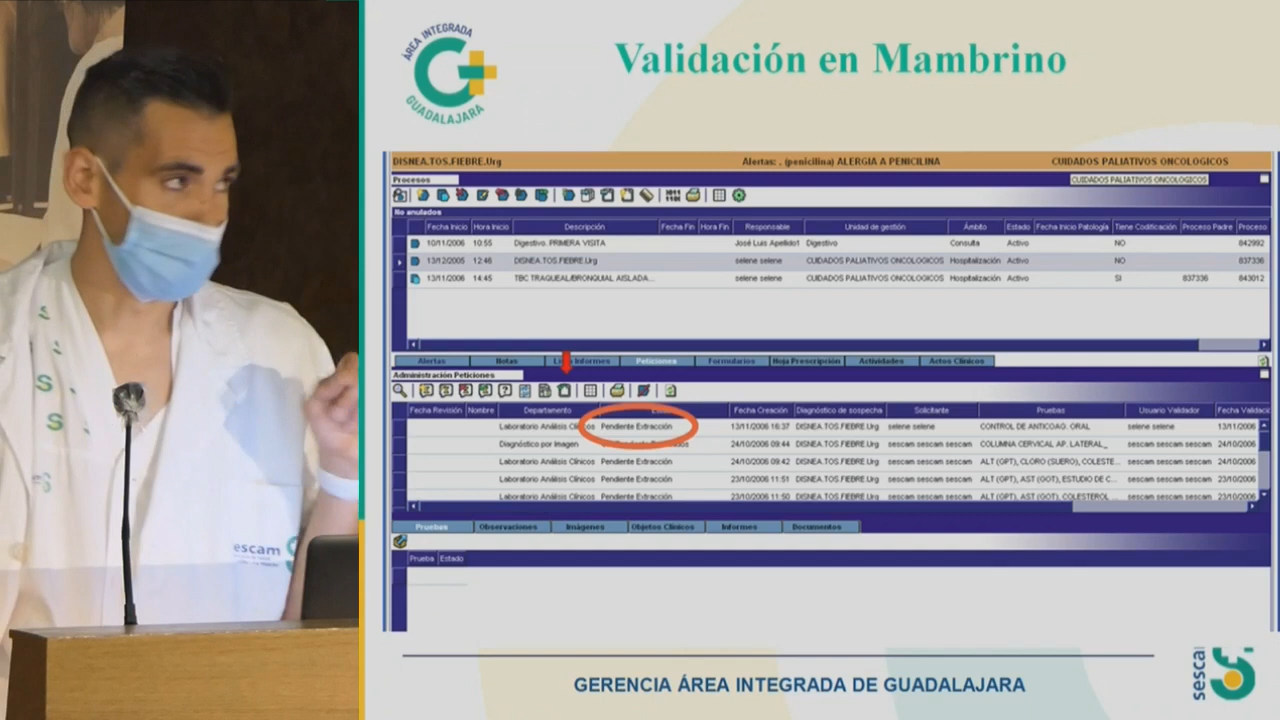 ÁREA INTEGRADA
GUADALAJARA
Validación en Mambrino
DISNEA.TOS.FIEBRE.Urg Alertas: . (penicilina) ALERGIA A PENICILINA CUIDADOS PALIATIVOS ONCOLOGICOS
Procesos CUIDADOS PALIATIVOS ONCOLOGICOS
No anulados
Fecha Inicio Hora Inicio Descripción Fecha Fin Hora Fin Responsable Unidad de gestión Ámbito Estado Fecha Inicio Patología Tiene Codificación Proceso Padre Proceso
10/11/2006 10:55 Digestivo. PRIMERA VISITA José Luis Apellido1 Digestivo Consulta Activo NO 842992
13/12/2005 12:46 DISNEA.TOS.FIEBRE.Urg selene selene CUIDADOS PALIATIVOS ONCOLOGICOS Hospitalización Activo NO 837336
13/11/2006 14:45 TBC TRAQUEAL/BRONQUIAL AISLADA... selene selene CUIDADOS PALIATIVOS ONCOLOGICOS Hospitalización Activo SI 837336 843012
Alertas Notas Informes Peticiones Formularios Hoja Prescripción Actividades Actos Clínicos
Administración Peticiones
Fecha Revisión Nombre Departamento Fecha Creación Diagnóstico de sospecha Solicitante Pruebas Usuario Validador Fecha Validaci
Laboratorio Análisis Clínicos Pendiente Extracción 13/11/2006 16:37 DISNEA.TOS.FIEBRE.Urg selene selene CONTROL DE ANTICOAG. ORAL selene selene 13/11/2006
Diagnóstico por Imagen 24/10/2006 09:44 DISNEA.TOS.FIEBRE.Urg sescam sescam sescam COLUMNA CERVICAL AP. LATERAL_ sescam sescam sescam 24/10/2006
Laboratorio Análisis Clínicos Pendiente Extracción 24/10/2006 09:42 DISNEA.TOS.FIEBRE.Urg sescam sescam sescam ALT (GPT), CLORO (SUERO), COLESTE... sescam sescam sescam 24/10/2006
Laboratorio Análisis Clínicos Pendiente Extracción 23/10/2006 11:51 DISNEA.TOS.FIEBRE.Urg sescam sescam sescam ALT (GPT), AST (GOT), ESTUDIO DE C... sescam sescam sescam 23/10/2006
Laboratorio Análisis Clínicos Pendiente Extracción 23/10/2006 11:50 DISNEA.TOS.FIEBRE.Urg sescam sescam sescam ALT (GPT), AST (GOT), COLESTEROL ... sescam sescam sescam 23/10/2006
Pruebas Observaciones Imágenes Objetos Clínicos Informes Documentos
Prueba Estado
escam
GERENCIA ÁREA INTEGRADA DE GUADALAJARA
sesca